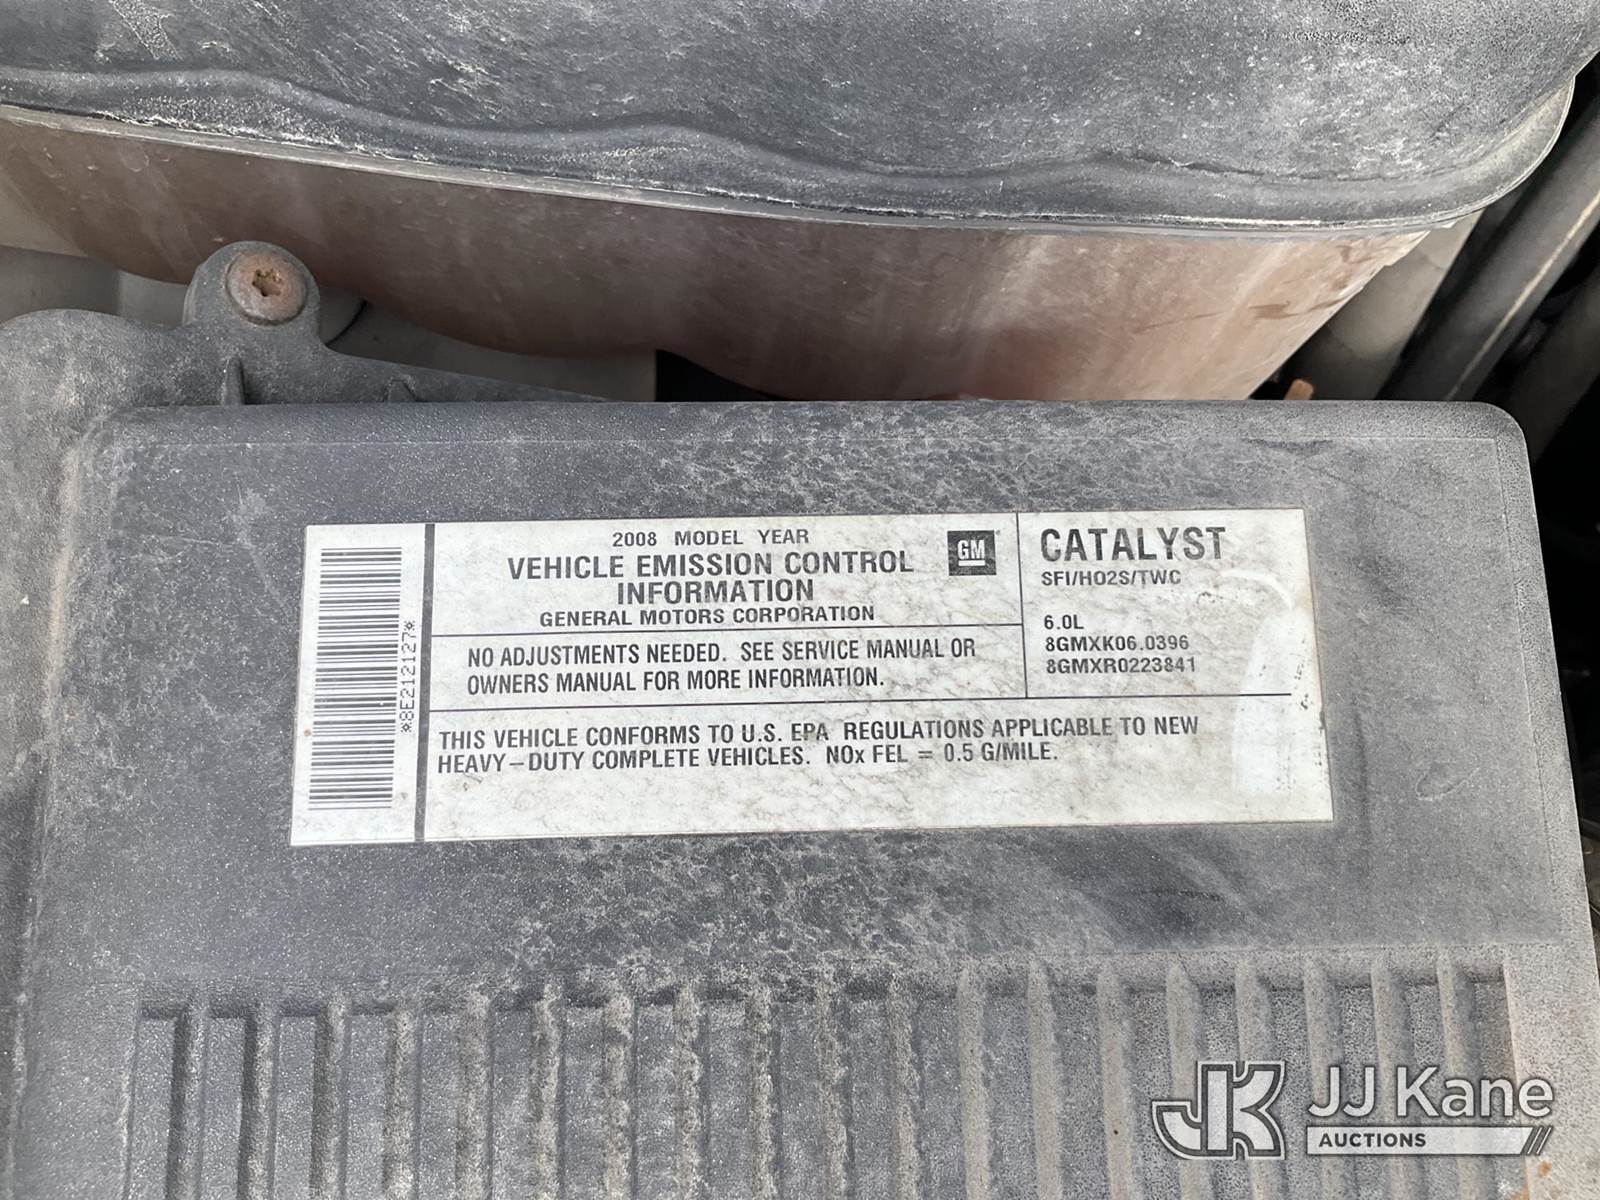 *8E212127*
2008 MODEL YEAR
VEHICLE EMISSION CONTROL
INFORMATION
GENERAL MOTORS CORPORATION
GM
NO ADJUSTMENTS NEEDED. SEE SERVICE MANUAL OR
OWNERS MANUAL FOR MORE INFORMATION.
CATALYST
SFI/HO2S/TWC
6.0L
8GMXK06.0396
8GMXR0223841
THIS VEHICLE CONFORMS TO U.S. EPA REGULATIONS APPLICABLE TO NEW
HEAVY-DUTY COMPLETE VEHICLES. NOx FEL = 0.5 G/MILE.
JK JJ Kane
AUCTIONS